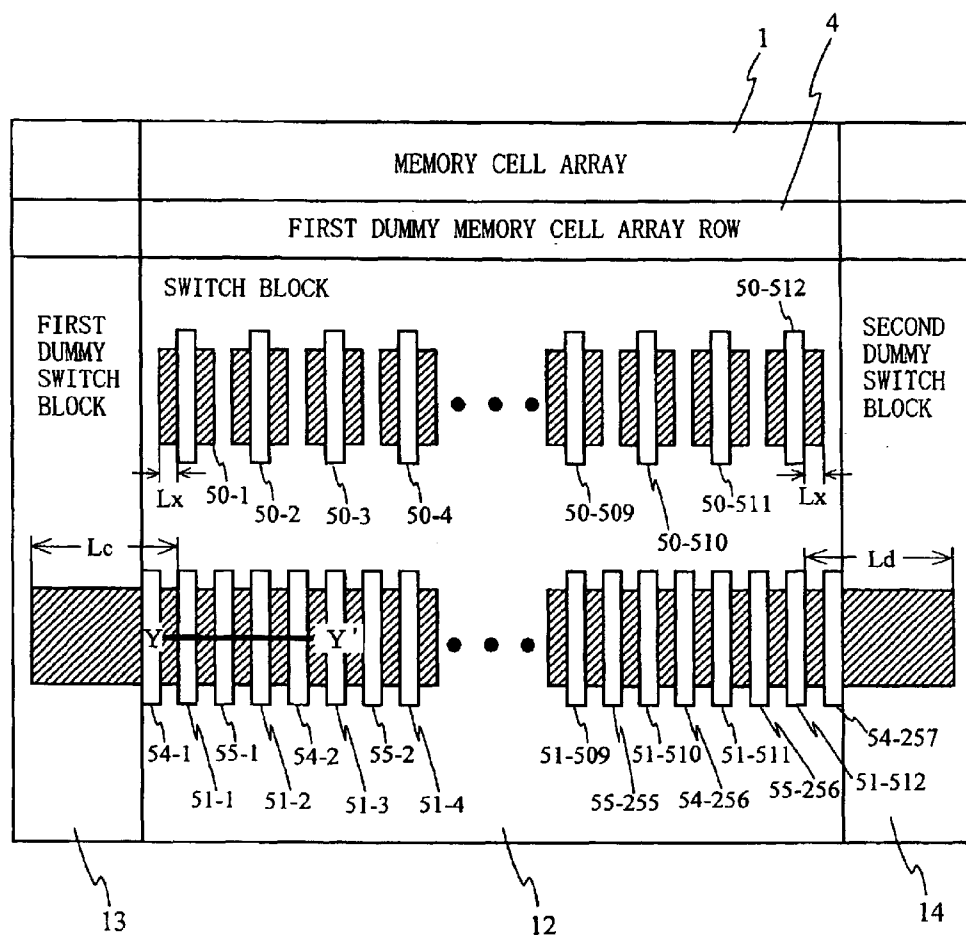 1
4
MEMORY CELL ARRAY
FIRST DUMMY MEMORY CELL ARRAY ROW
SWITCH BLOCK
50-512
FIRST
DUMMY
SWITCH
BLOCK
SECOND
DUMMY
SWITCH
BLOCK
Lx
50-1
50-2
50-3
50-4
50-509
50-510
50-511
Lx
Lc
Ld
Y
Y'
54-1
51-1
55-1
51-2
54-2
51-3
55-2
51-4
51-509
55-255
51-510
54-256
51-511
55-256
51-512
54-257
13
12
14